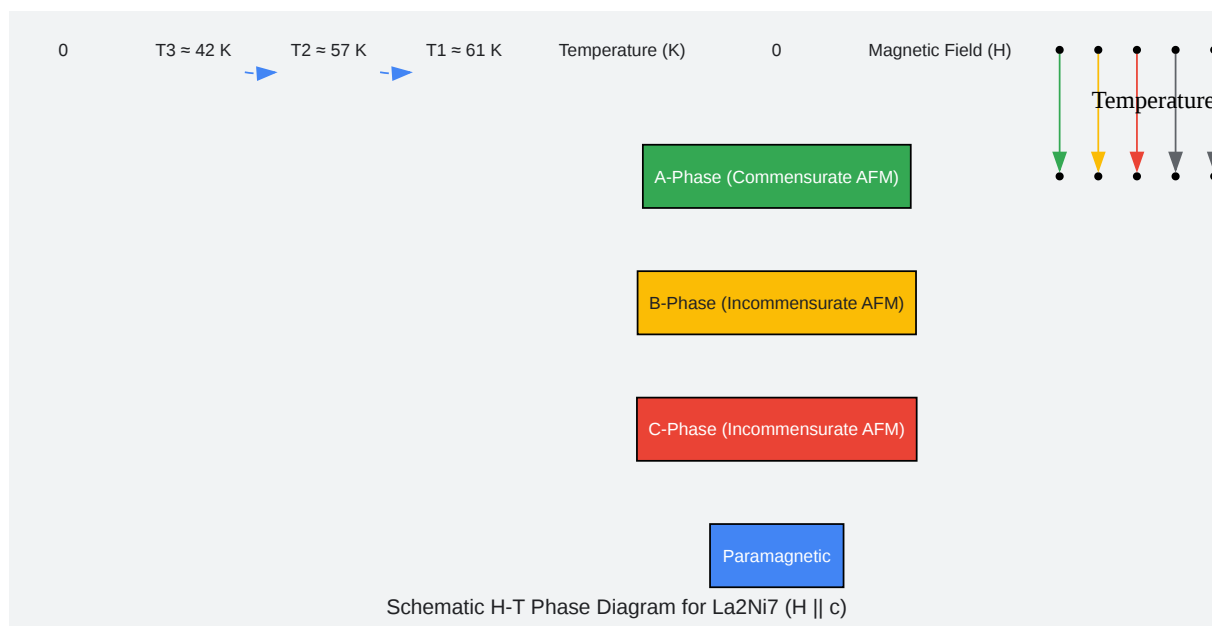 0 T3 ≈ 42 K T2 ≈ 57 K T1 ≈ 61 K Temperature (K) 0 Magnetic Field (H)
Temperature
A-Phase (Commensurate AFM)
B-Phase (Incommensurate AFM)
C-Phase (Incommensurate AFM)
Paramagnetic
Schematic H-T Phase Diagram for La2Ni7 (H || c)